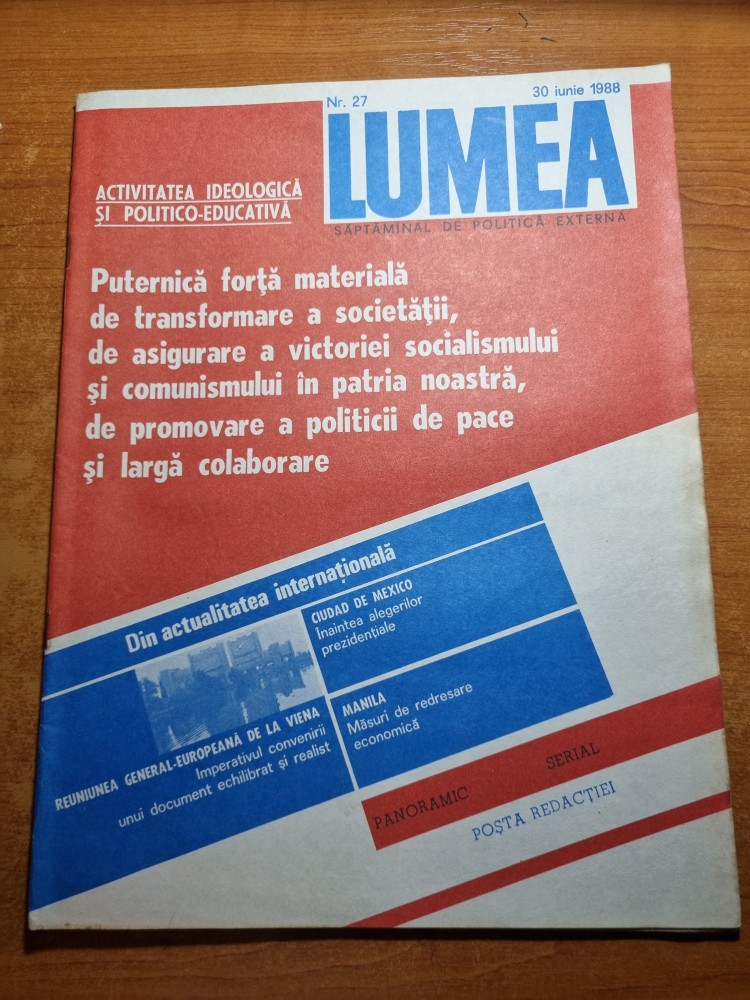 Nr. 27
30 iunie 1988
LUMEA
SĂPTĂMINAL DE POLITICĂ EXTERNĂ
ACTIVITATEA IDEOLOGICĂ
ȘI POLITICO-EDUCATIVĂ
Puternică forţă materială
de transformare a societăţii,
de asigurare a victoriei socialismului
şi comunismului în patria noastră,
de promovare a politicii de pace
şi largă colaborare
Din actualitatea internaţională
CIUDAD DE MEXICO
Înaintea alegerilor
prezidenţiale
MANILA
Măsuri de redresare
economică
REUNIUNEA GENERAL-EUROPEANĂ DE LA VIENA
Imperativul convenirii
unui document echilibrat şi realist
PANORAMIC
SERIAL
POŞTA REDACŢIEI